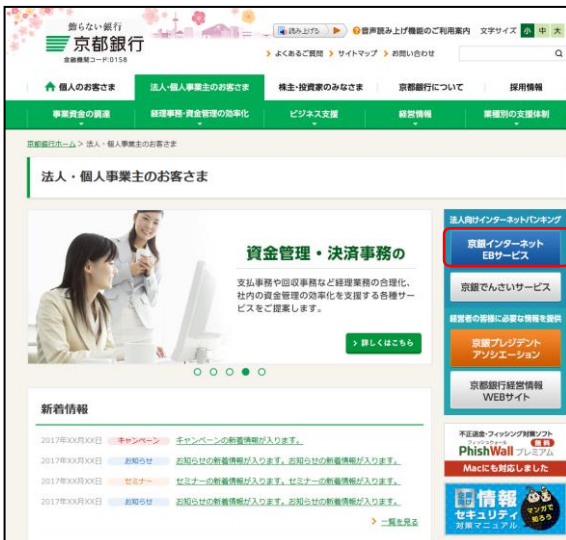 飾らない銀行
京都銀行
金融機関コード:0158
読み上げる
音声読み上げ機能のご利用案内
文字サイズ 小 中 大
よくあるご質問
サイトマップ
お問い合わせ
個人のお客さま
法人・個人事業主のお客さま
株主・投資家のみなさま
京都銀行について
採用情報
事業資金の調達
経理事務・資金管理の効率化
ビジネス支援
経営情報
業種別の支援体制
京都銀行ホーム > 法人・個人事業主のお客さま
法人・個人事業主のお客さま
資金管理・決済事務の
支払事務や回収事務など経理業務の合理化、
社内の資金管理の効率化を支援する各種サー
ビスをご提案します。
詳しくはこちら
法人向けインターネットバンキング
京銀インターネット
EBサービス
京銀でんさいサービス
経営者の皆様に必要な情報を提供
京銀プレジデント
アソシエーション
京都銀行経営情報
WEBサイト
新着情報
2017年XX月XX日 キャンペーン キャンペーンの新着情報が入ります。
2017年XX月XX日 お知らせ お知らせの新着情報が入ります。お知らせの新着情報が入ります。
2017年XX月XX日 セミナー セミナーの新着情報が入ります。セミナーの新着情報が入ります。
2017年XX月XX日 お知らせ お知らせの新着情報が入ります。お知らせの新着情報が入ります。
一覧を見る
不正送金・フィッシング対策ソフト
フィッシュウォール 無料
PhishWall プレミアム
Macにも対応しました
企業向け 情報
セキュリティ
対策マニュアル
マンガで
知ろう